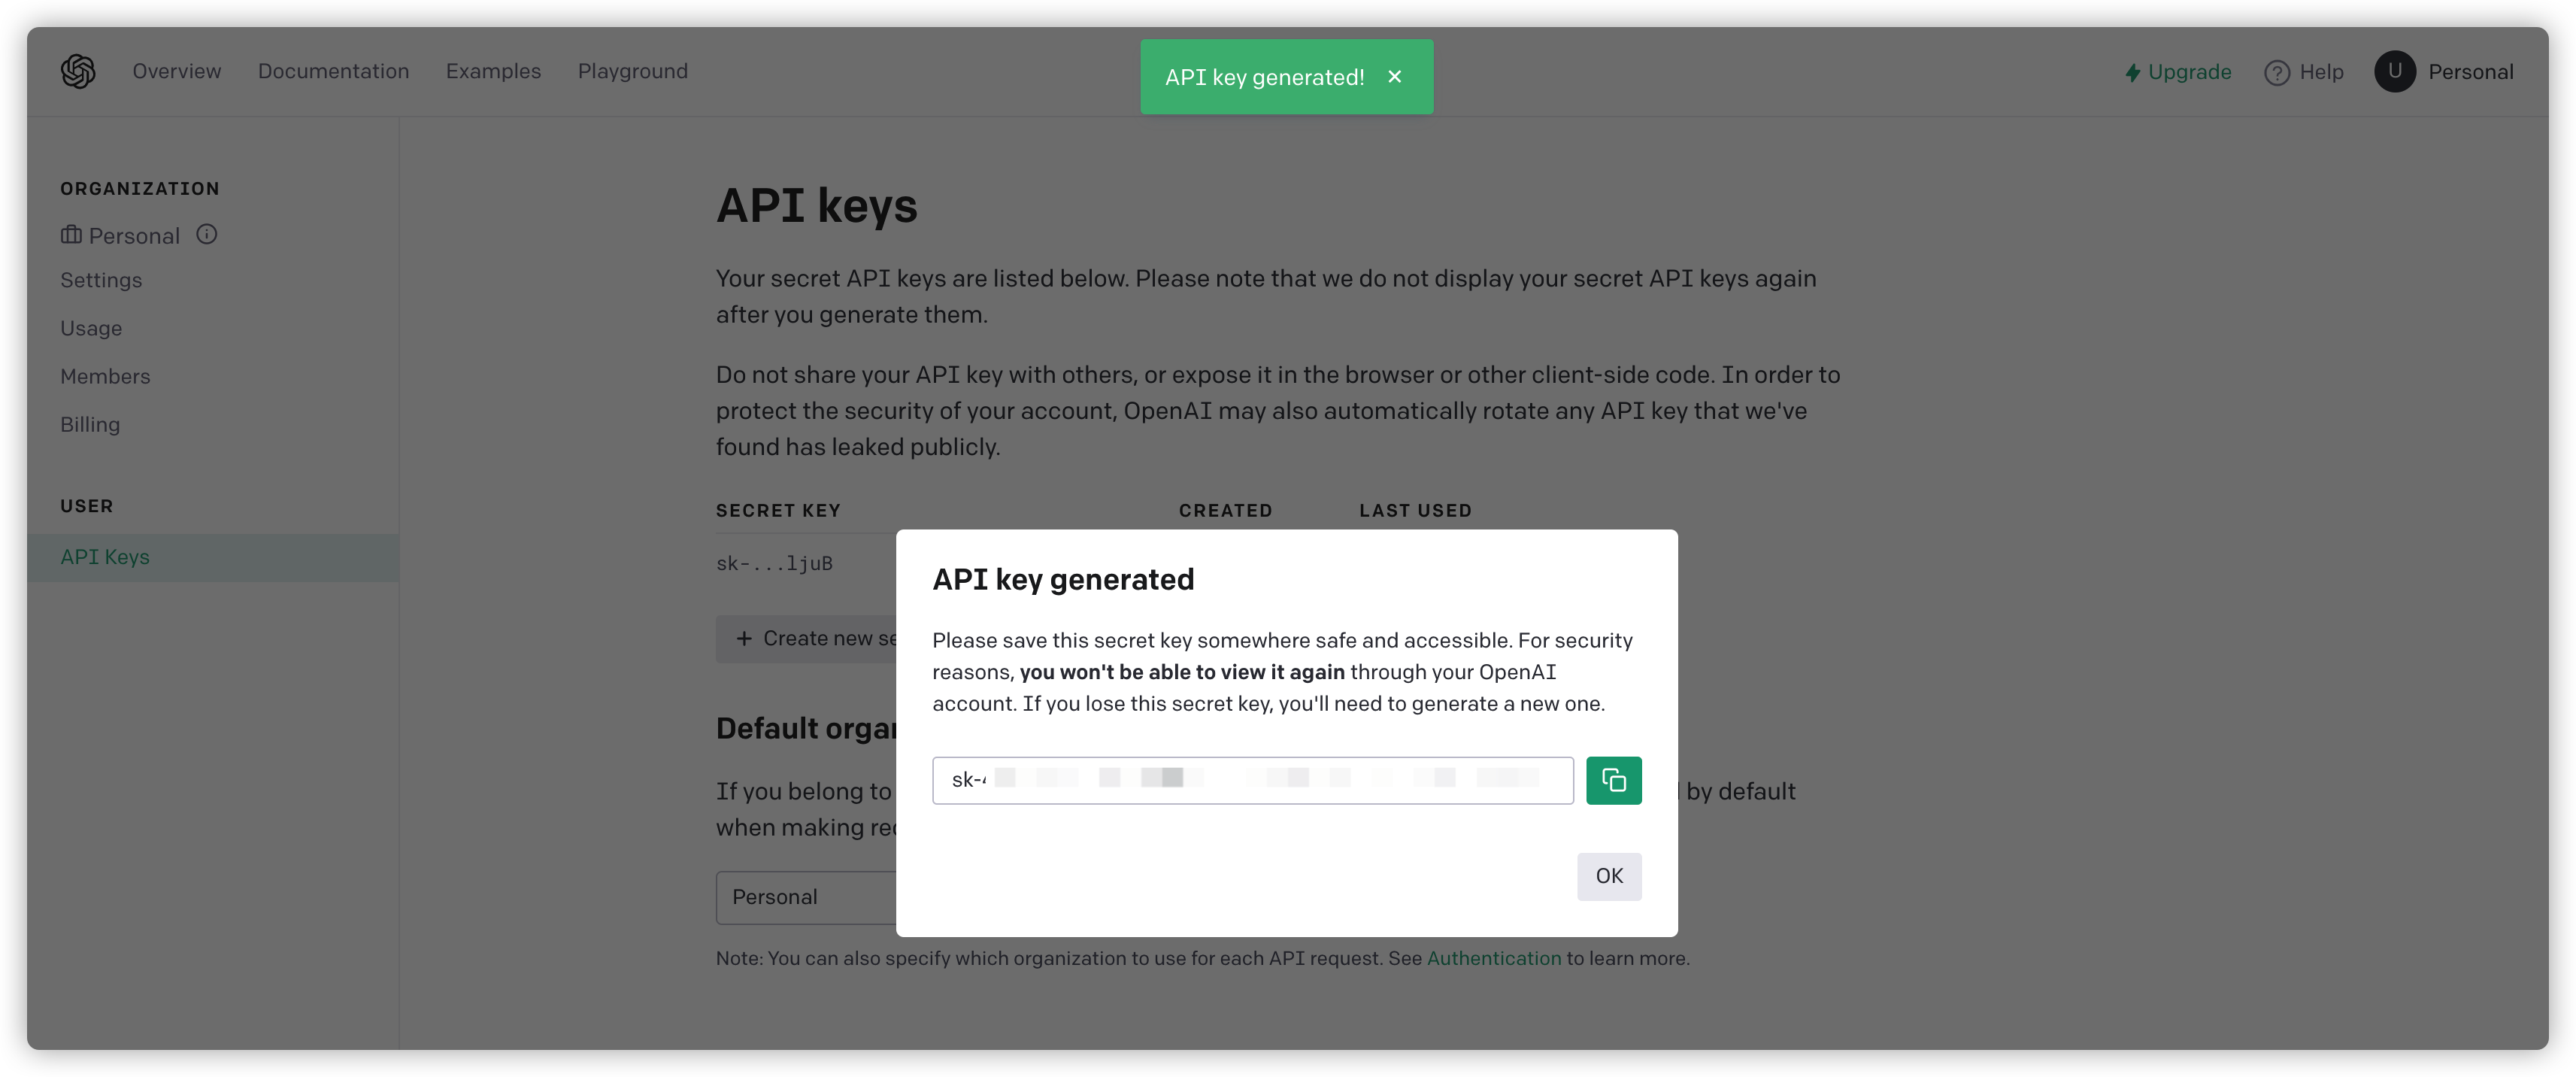 Overview Documentation Examples Playground
API key generated!
Upgrade Help U Personal
ORGANIZATION
Personal
Settings
Usage
Members
Billing
USER
API Keys
API keys
Your secret API keys are listed below. Please note that we do not display your secret API keys again
after you generate them.
Do not share your API key with others, or expose it in the browser or other client-side code. In order to
protect the security of your account, OpenAI may also automatically rotate any API key that we've
found has leaked publicly.
SECRET KEY CREATED LAST USED
sk-...ljuB
+ Create new se
Default organ
If you belong to
by default
when making rec
Personal
Note: You can also specify which organization to use for each API request. See Authentication to learn more.
API key generated
Please save this secret key somewhere safe and accessible. For security
reasons, you won't be able to view it again through your OpenAI
account. If you lose this secret key, you'll need to generate a new one.
sk-
OK